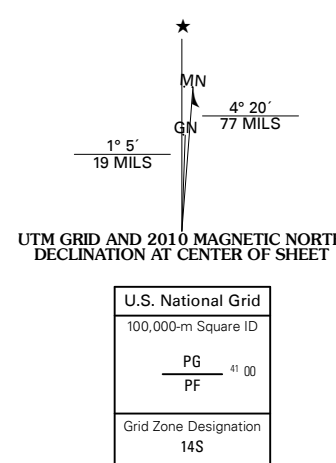 MN
GN
4° 20´
77 MILS
1° 5´
19 MILS
UTM GRID AND 2010 MAGNETIC NORTH
DECLINATION AT CENTER OF SHEET
U.S. National Grid
100,000-m Square ID
PG
41 00
PF
Grid Zone Designation
14S